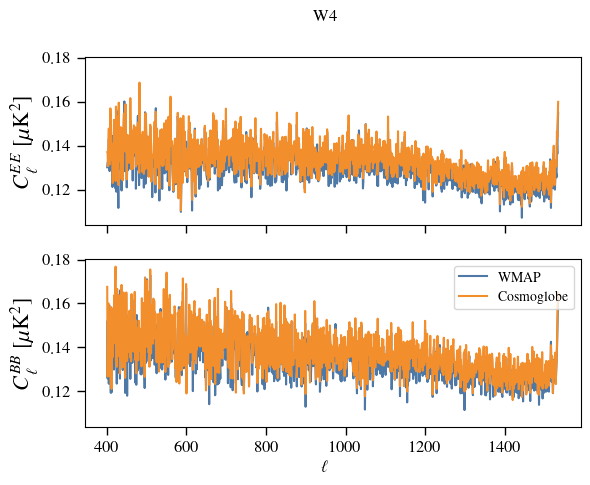 W4
0.18
0.16
0.14
0.12
C_ℓ^{EE} [μK²]
0.18
0.16
0.14
0.12
C_ℓ^{BB} [μK²]
WMAP
Cosmoglobe
400 600 800 1000 1200 1400
ℓ